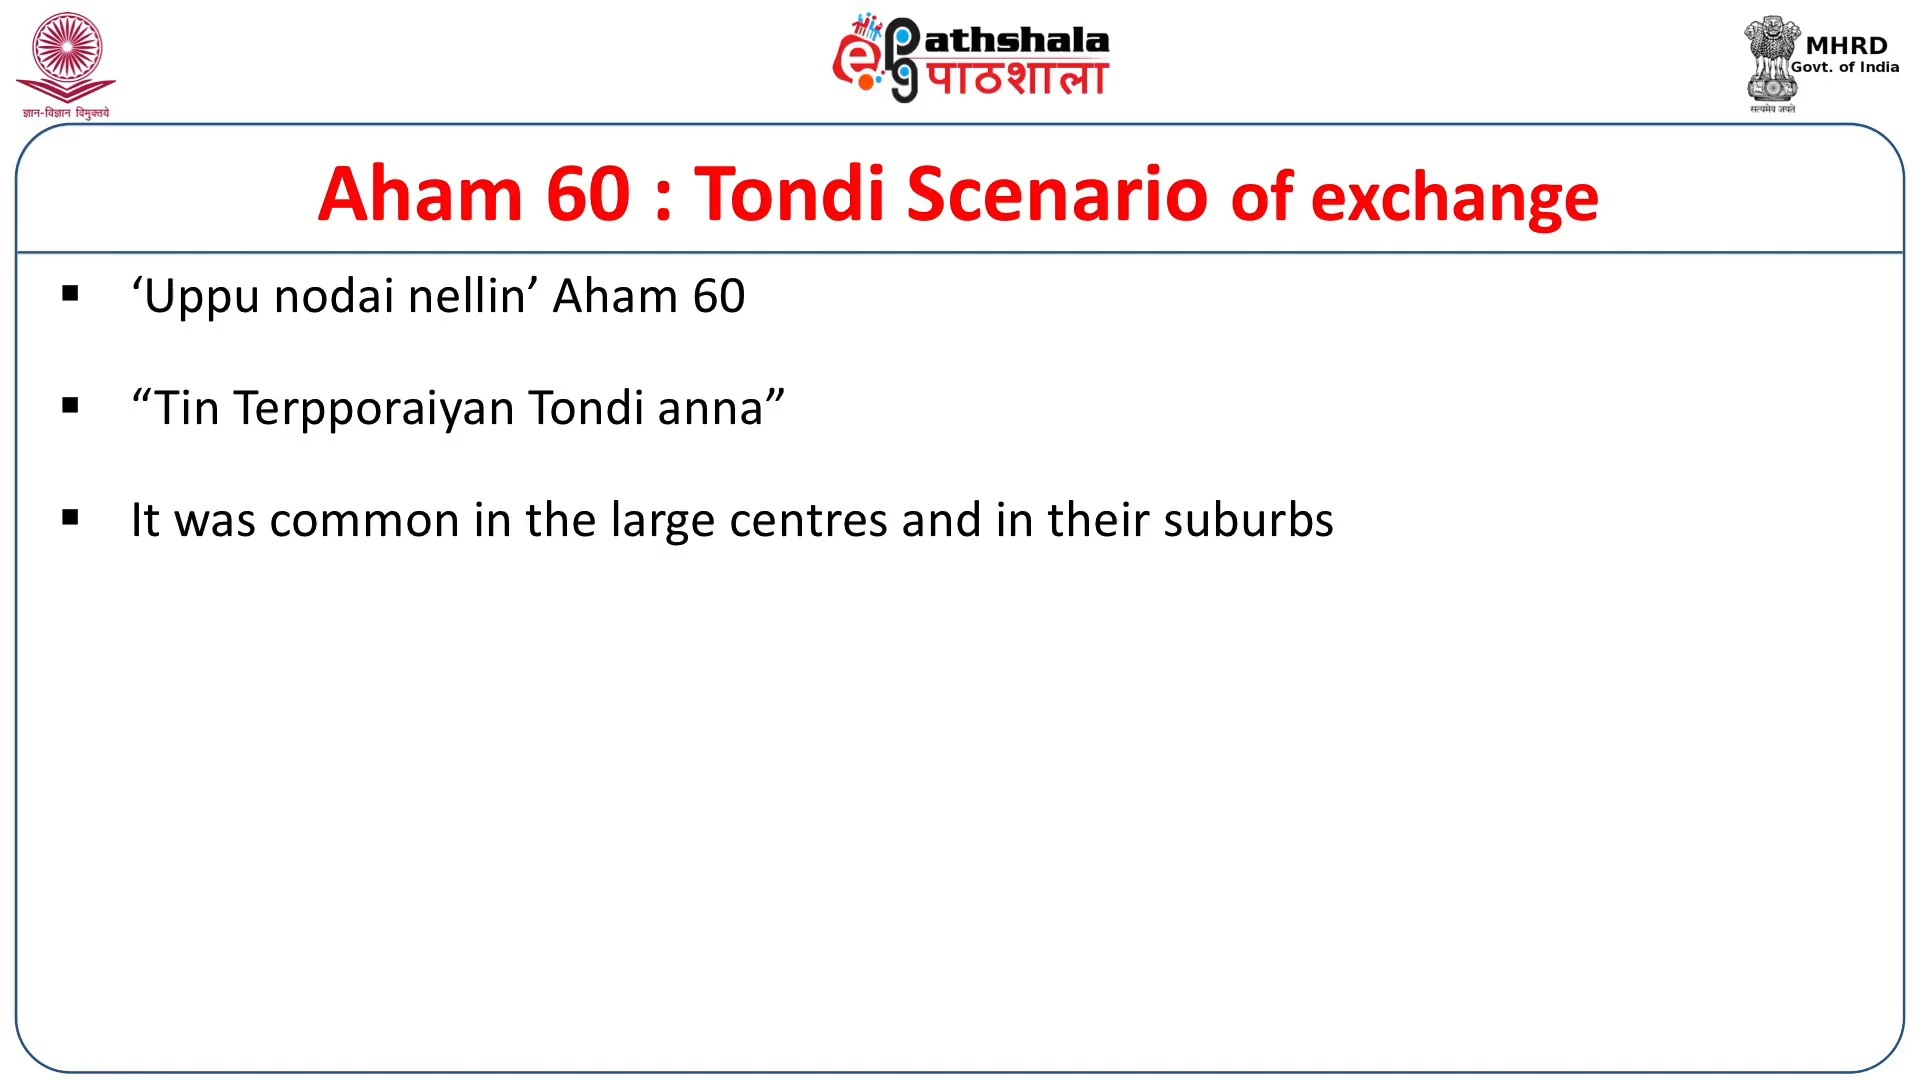 ज्ञान-विज्ञान विमुक्तये
ePg Pathshala
पाठशाला
MHRD
Govt. of India
सत्यमेव जयते
Aham 60 : Tondi Scenario of exchange
▪ ‘Uppu nodai nellin’ Aham 60
▪ “Tin Terpporaiyan Tondi anna”
▪ It was common in the large centres and in their suburbs